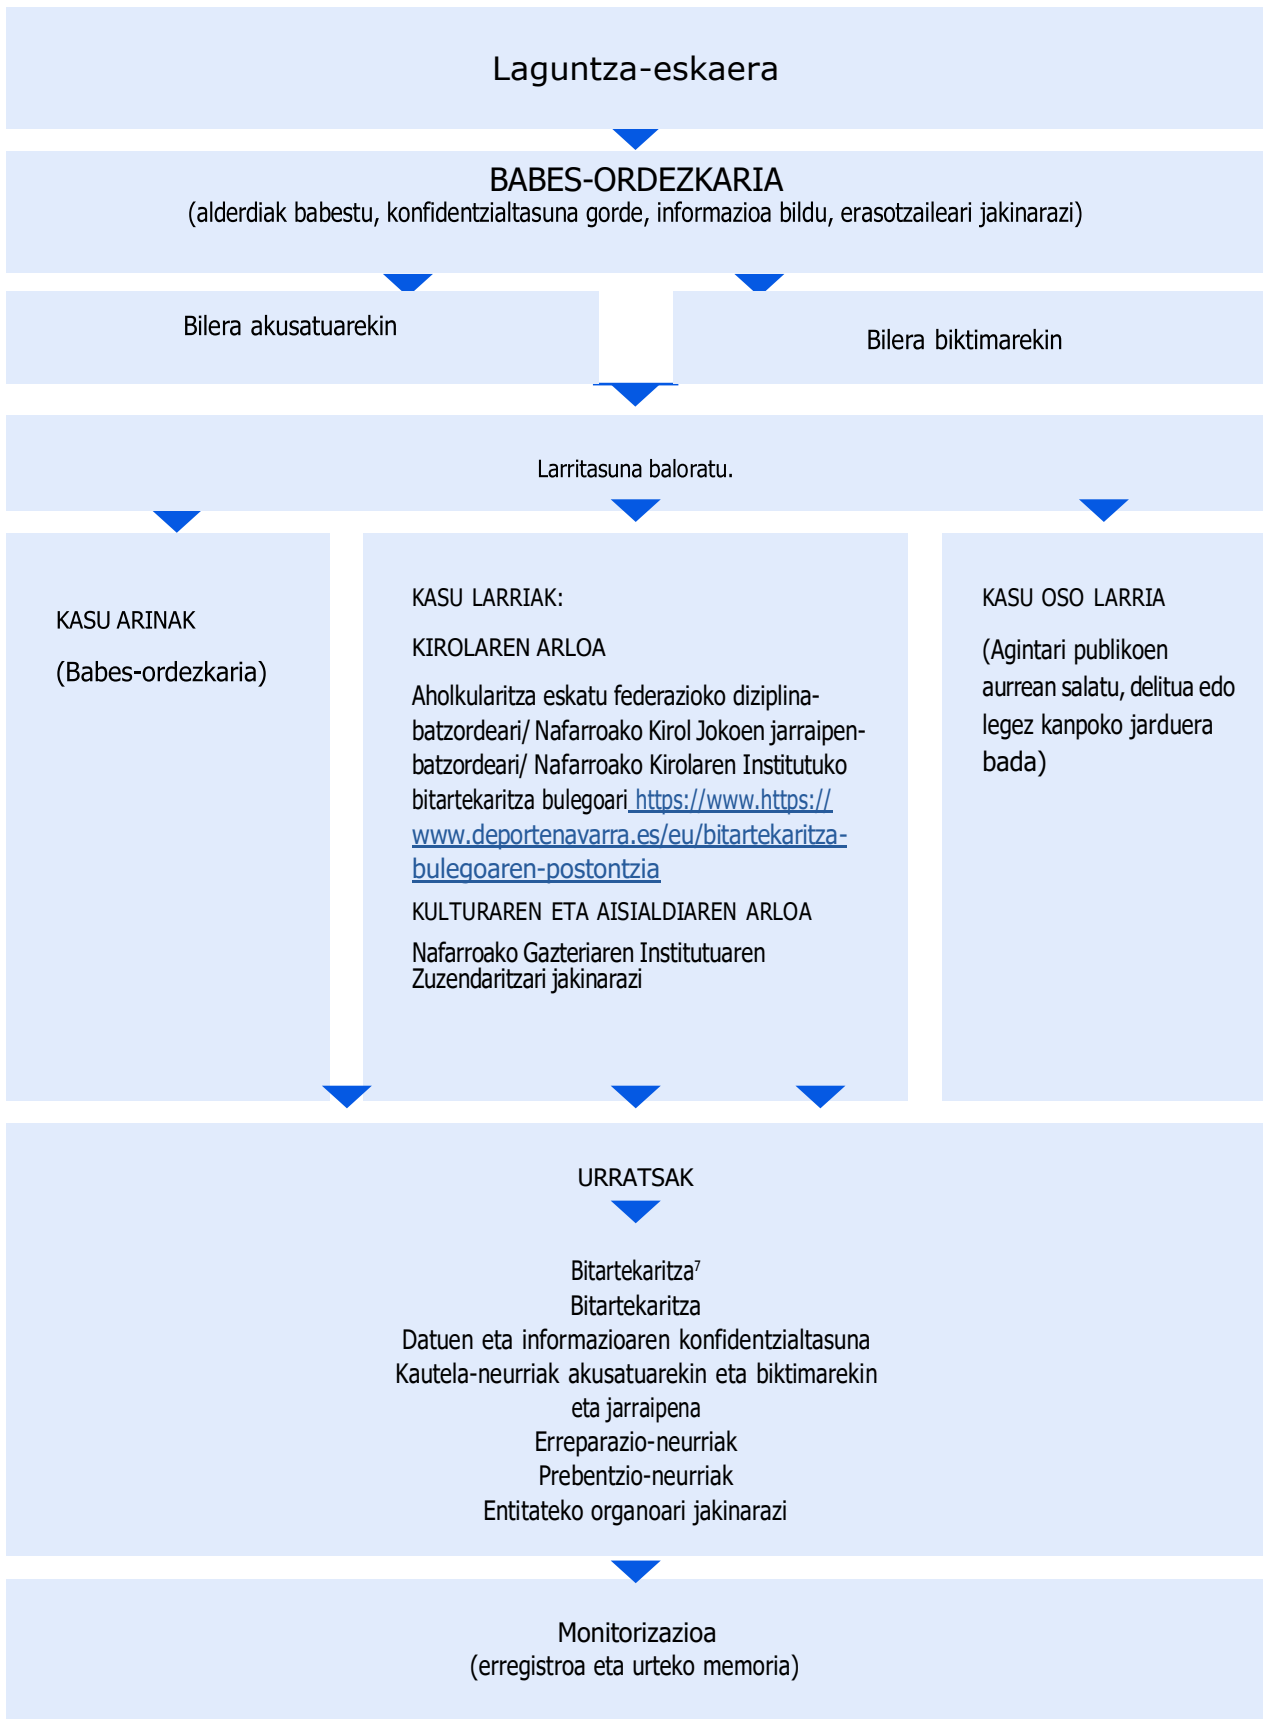 Laguntza-eskaera
BABES-ORDEZKARIA
(alderdiak babestu, konfidentzialtasuna gorde, informazioa bildu, erasotzaileari jakinarazi)
Bilera akusatuarekin
Bilera biktimarekin
Larritasuna baloratu.
KASU ARINAK
(Babes-ordezkaria)
KASU LARRIAK:
KIROLAREN ARLOA
Aholkularitza eskatu federazioko diziplina-
batzordeari/ Nafarroako Kirol Jokoen jarraipen-
batzordeari/ Nafarroako Kirolaren Institutuko
bitartekaritza bulegoari https://www.https://
www.deportenavarra.es/eu/bitartekaritza-
bulegoaren-postontzia
KULTURAREN ETA AISIALDIAREN ARLOA
Nafarroako Gazteriaren Institutuaren
Zuzendaritzari jakinarazi
KASU OSO LARRIA
(Agintari publikoen
aurrean salatu, delitua edo
legez kanpoko jarduera
bada)
URRATSAK
Bitartekaritza⁷
Bitartekaritza
Datuen eta informazioaren konfidentzialtasuna
Kautela-neurriak akusatuarekin eta biktimarekin
eta jarraipena
Erreparazio-neurriak
Prebentzio-neurriak
Entitateko organoari jakinarazi
Monitorizazioa
(erregistroa eta urteko memoria)